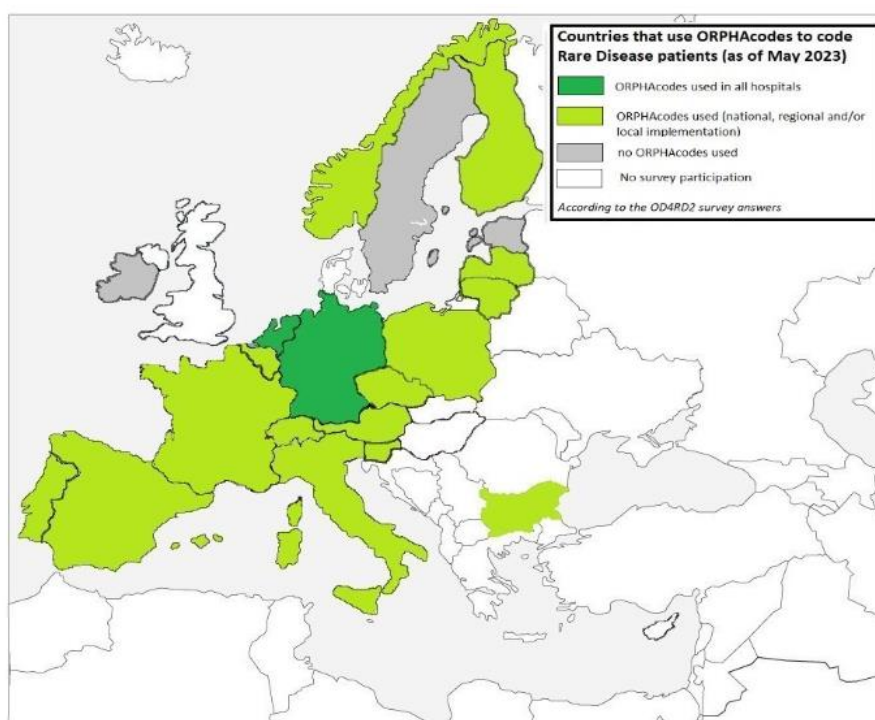 Countries that use ORPHAcodes to code
Rare Disease patients (as of May 2023)
ORPHAcodes used in all hospitals
ORPHAcodes used (national, regional and/or
local implementation)
no ORPHAcodes used
No survey participation
According to the OD4RD2 survey answers